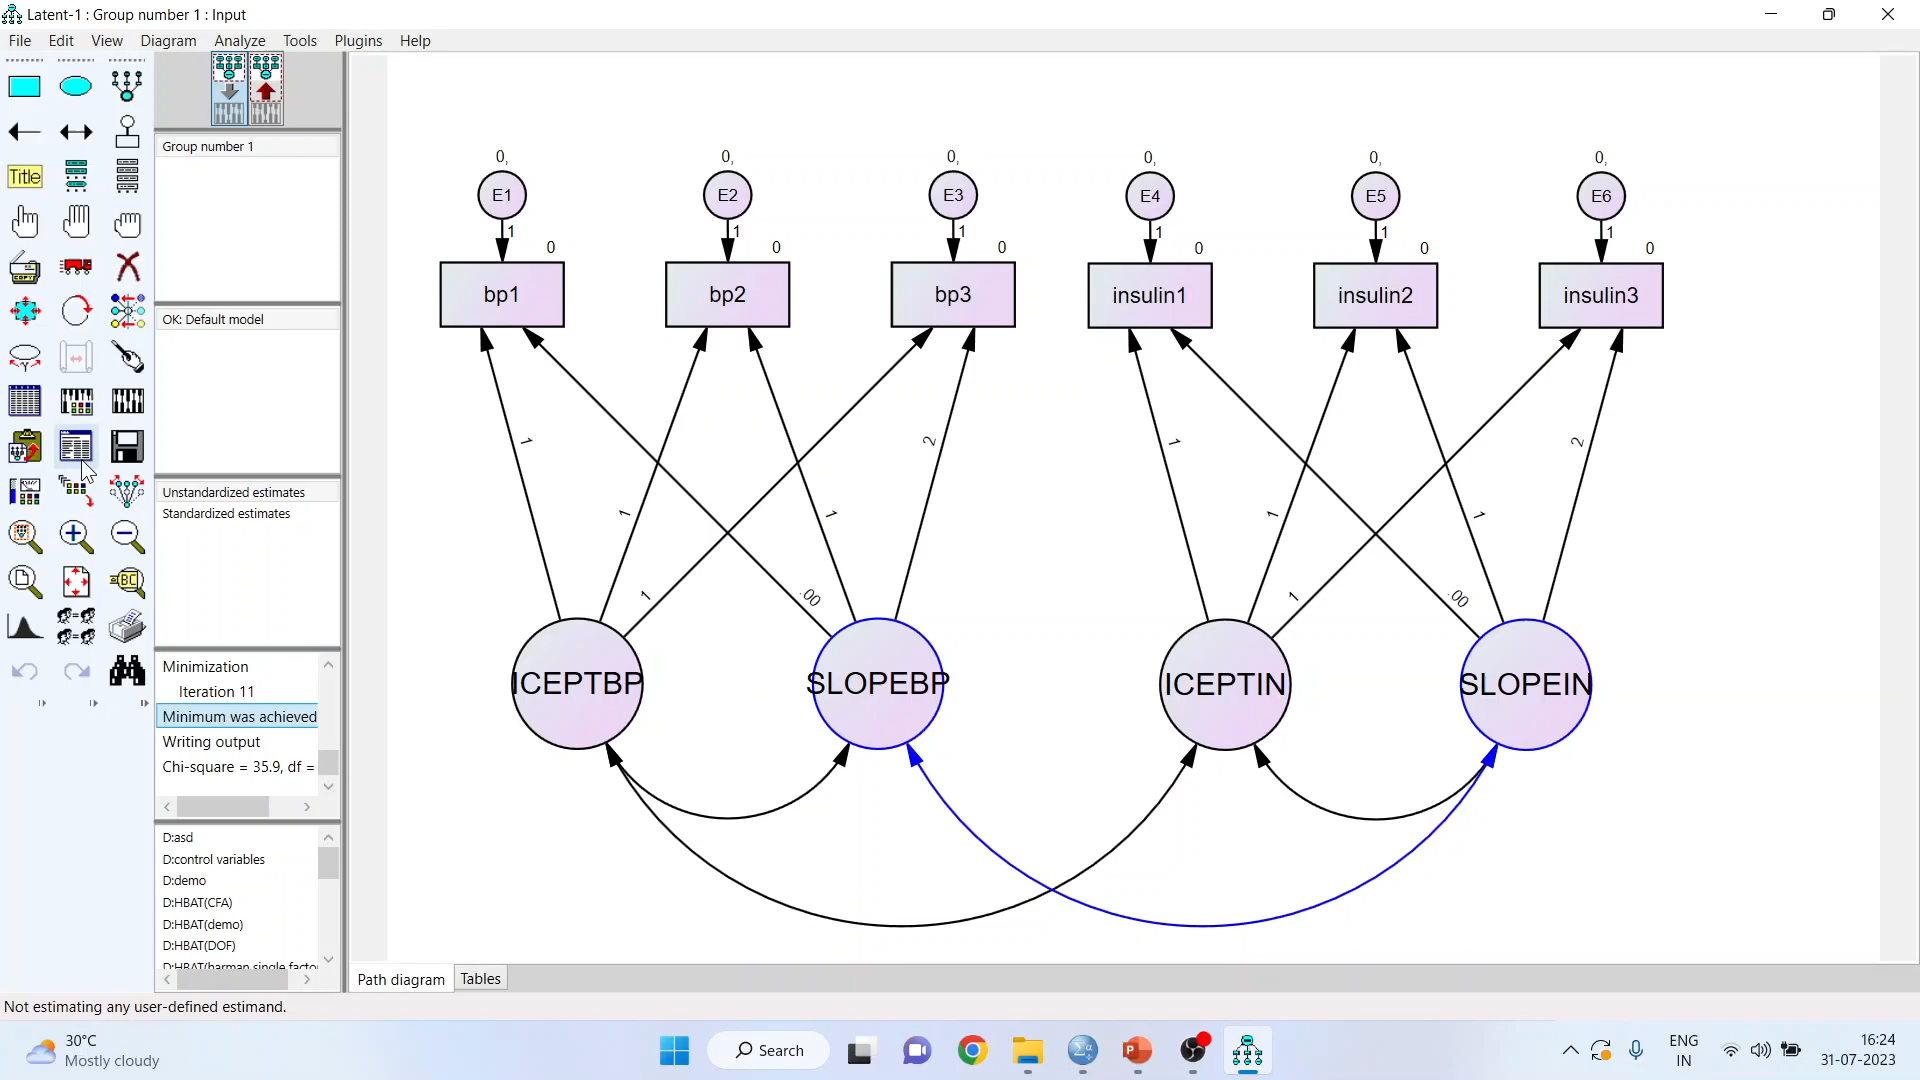 Latent-1 : Group number 1 : Input
File Edit View Diagram Analyze Tools Plugins Help
Title
Group number 1
OK: Default model
Unstandardized estimates
Standardized estimates
Minimization
Iteration 11
Minimum was achieved
Writing output
Chi-square = 35.9, df =
D:asd
D:control variables
D:demo
D:HBAT(CFA)
D:HBAT(demo)
D:HBAT(DOF)
D:HBAT(harman single facto
0, 0, 0, 0, 0, 0,
E1 E2 E3 E4 E5 E6
1 1 1 1 1 1
0 0 0 0 0 0
bp1 bp2 bp3 insulin1 insulin2 insulin3
1 2 1 2
1 1 1 1
1 .00 1 .00
ICEPTBP SLOPEBP ICEPTIN SLOPEIN
Path diagram Tables
Not estimating any user-defined estimand.
30°C
Mostly cloudy
Search
ENG
IN
16:24
31-07-2023